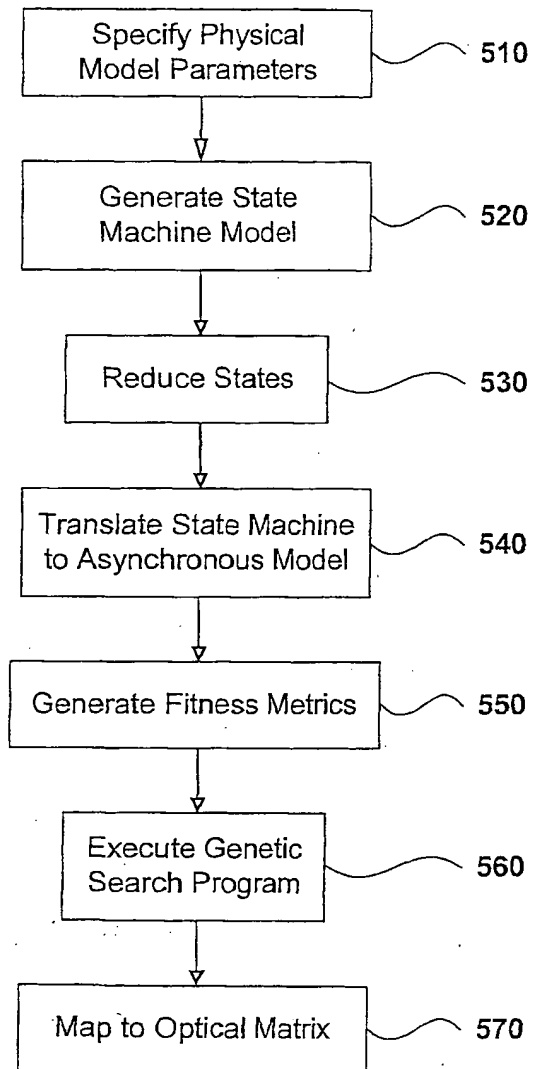 Specify Physical
Model Parameters
510
Generate State
Machine Model
520
Reduce States
530
Translate State Machine
to Asynchronous Model
540
Generate Fitness Metrics
550
Execute Genetic
Search Program
560
Map to Optical Matrix
570